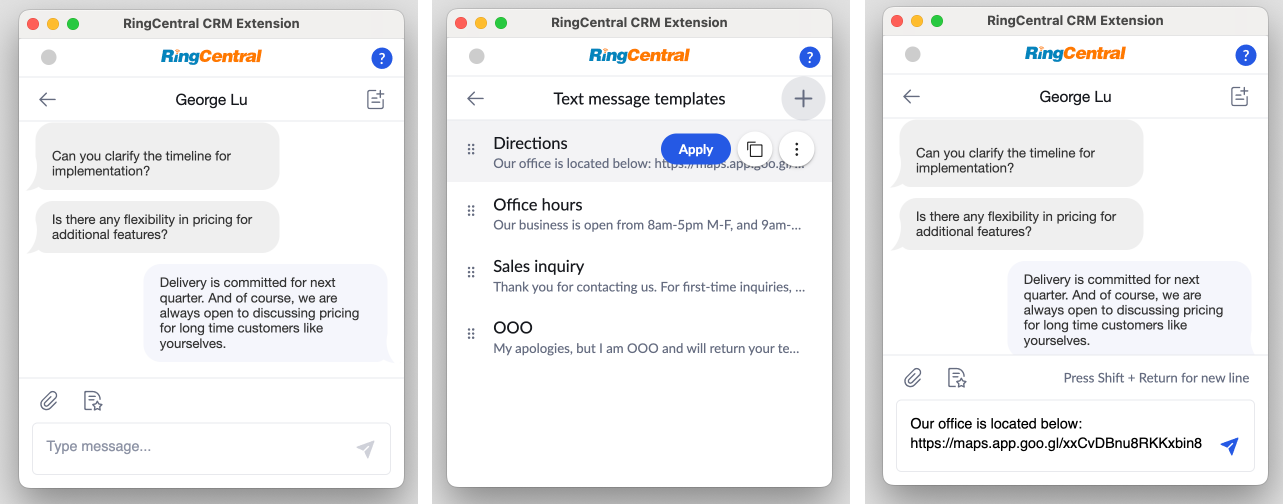 RingCentral CRM Extension
RingCentral
?
George Lu
Can you clarify the timeline for
implementation?
Is there any flexibility in pricing for
additional features?
Delivery is committed for next
quarter. And of course, we are
always open to discussing pricing
for long time customers like
yourselves.
Type message...
RingCentral CRM Extension
RingCentral
?
Text message templates
Directions
Apply
Our office is located below: https://maps.app.goo.gl/...
Office hours
Our business is open from 8am-5pm M-F, and 9am-...
Sales inquiry
Thank you for contacting us. For first-time inquiries, ...
OOO
My apologies, but I am OOO and will return your te...
RingCentral CRM Extension
RingCentral
?
George Lu
Can you clarify the timeline for
implementation?
Is there any flexibility in pricing for
additional features?
Delivery is committed for next
quarter. And of course, we are
always open to discussing pricing
for long time customers like
yourselves.
Press Shift + Return for new line
Our office is located below:
https://maps.app.goo.gl/xxCvDBnu8RKKxbin8